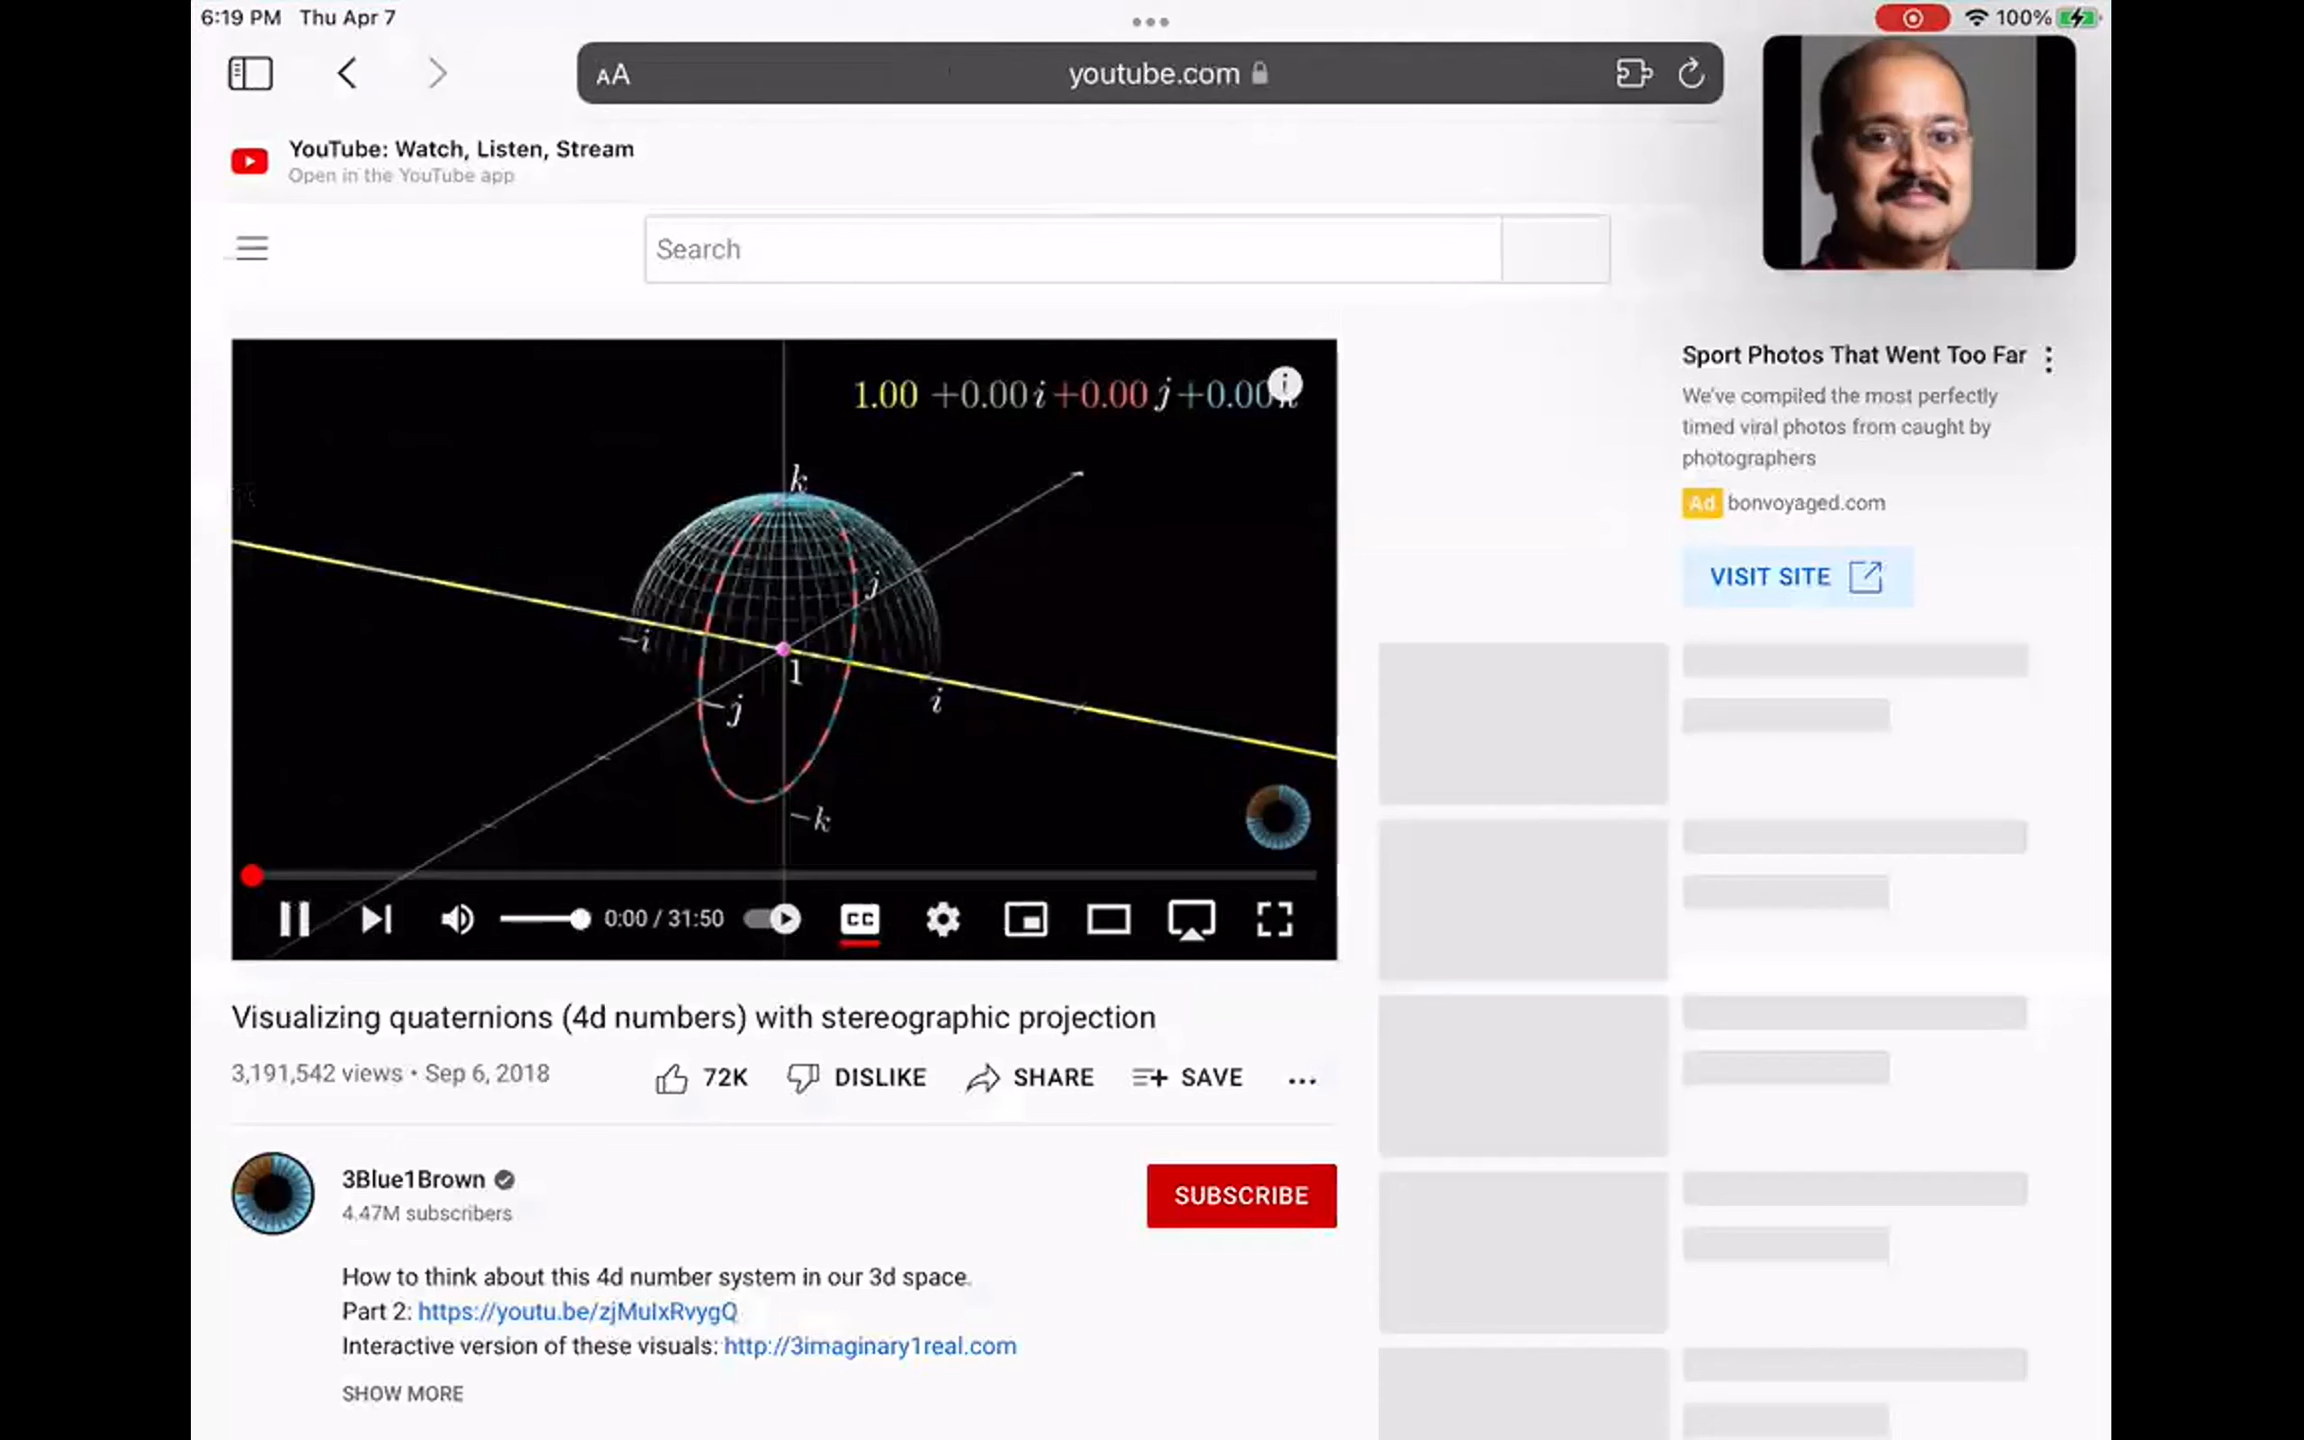 6:19 PM Thu Apr 7
100%
AA
youtube.com
YouTube: Watch, Listen, Stream
Open in the YouTube app
Search
1.00 +0.00i+0.00j+0.00
k
j
-i
1
-j
i
-k
0:00 / 31:50
CC
Visualizing quaternions (4d numbers) with stereographic projection
3,191,542 views • Sep 6, 2018
72K
DISLIKE
SHARE
SAVE
3Blue1Brown
4.47M subscribers
SUBSCRIBE
How to think about this 4d number system in our 3d space.
Part 2: https://youtu.be/zjMuIxRvygQ
Interactive version of these visuals: http://3imaginary1real.com
SHOW MORE
Sport Photos That Went Too Far
We've compiled the most perfectly
timed viral photos from caught by
photographers
Ad bonvoyaged.com
VISIT SITE